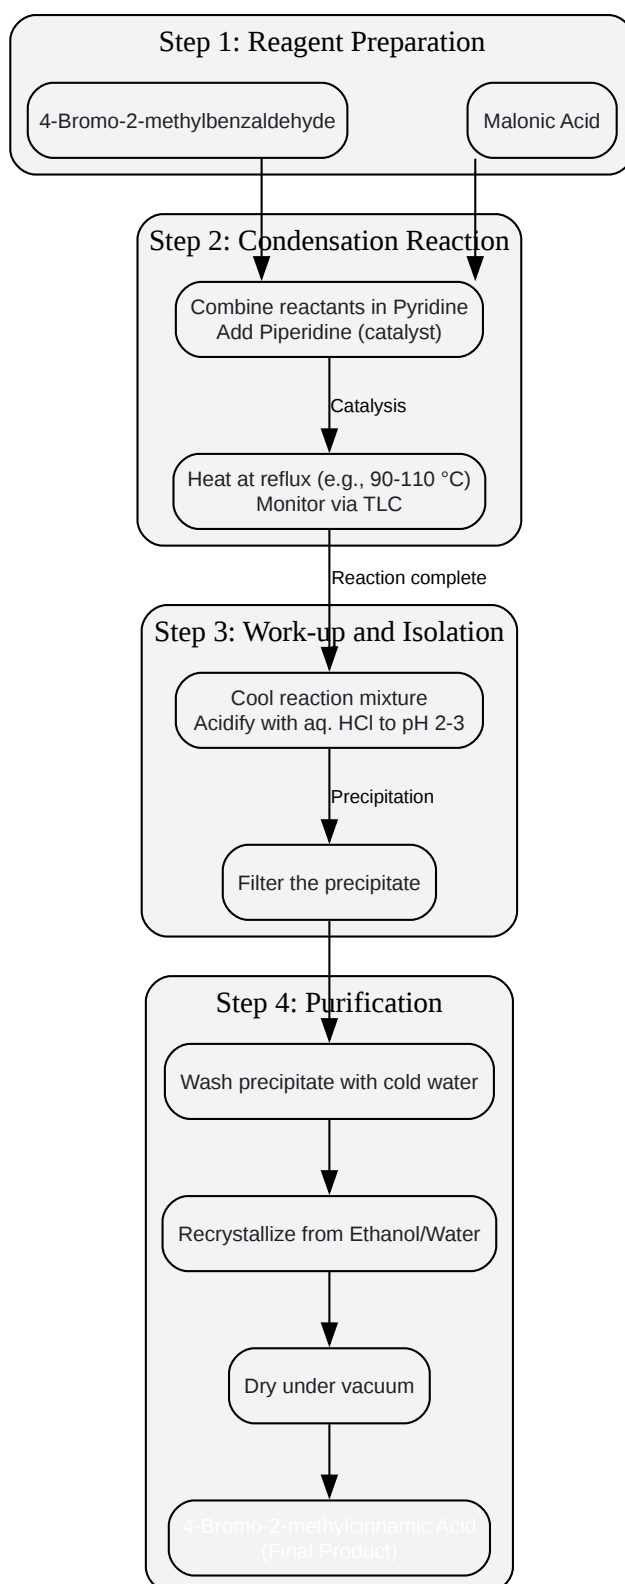 Step 1: Reagent Preparation
4-Bromo-2-methylbenzaldehyde
Malonic Acid
Step 2: Condensation Reaction
Combine reactants in Pyridine
Add Piperidine (catalyst)
Catalysis
Heat at reflux (e.g., 90-110 °C)
Monitor via TLC
Reaction complete
Step 3: Work-up and Isolation
Cool reaction mixture
Acidify with aq. HCl to pH 2-3
Precipitation
Filter the precipitate
Step 4: Purification
Wash precipitate with cold water
Recrystallize from Ethanol/Water
Dry under vacuum
4-Bromo-2-methylcinnamic Acid
(Final Product)